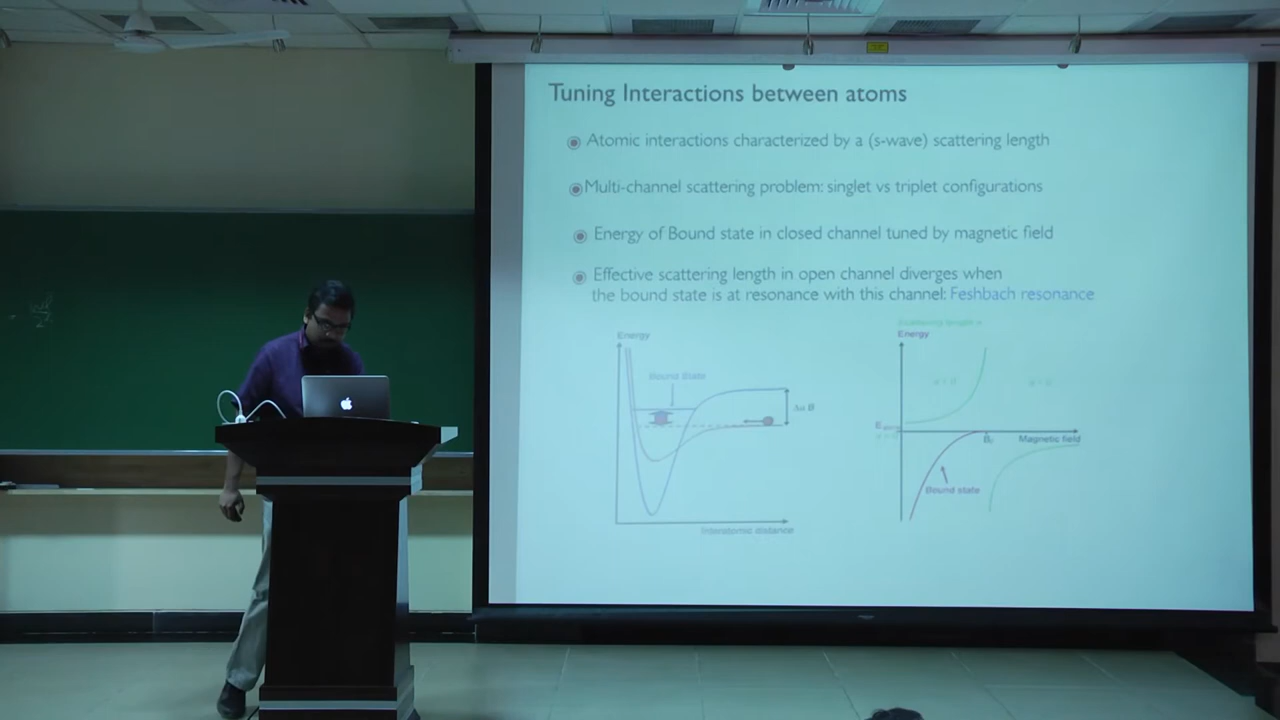 Tuning Interactions between atoms
Atomic interactions characterized by a (s-wave) scattering length
Multi-channel scattering problem: singlet vs triplet configurations
Energy of Bound state in closed channel tuned by magnetic field
Effective scattering length in open channel diverges when
the bound state is at resonance with this channel: Feshbach resonance
Energy
Bound State
Δμ B
Interatomic distance
Scattering length a
Energy
Magnetic field
Bound state